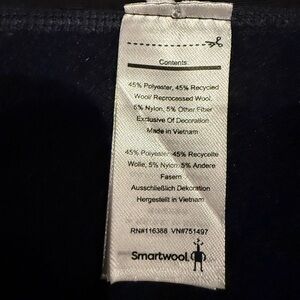 Contents:
45% Polyester, 45% Recycled
Wool/ Reprocessed Wool,
5% Nylon, 5% Other Fiber
Exclusive Of Decoration
Made in Vietnam
45% Polyester, 45% Recycelte
Wolle, 5% Nylon, 5% Andere
Fasern
Ausschließlich Dekoration
Hergestellt in Vietnam
RN#116388 VN#751497
Smartwool